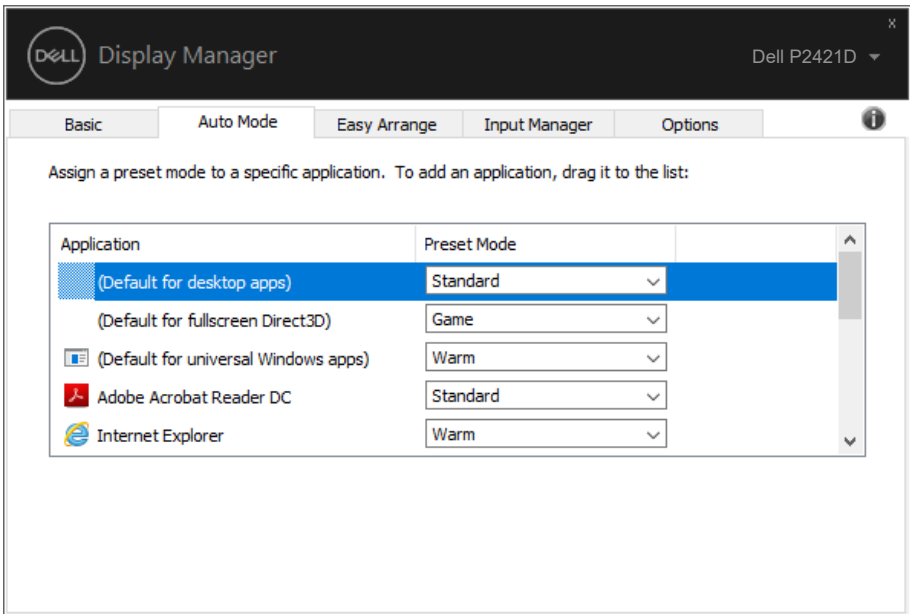 x
DELL Display Manager Dell P2421D
Basic Auto Mode Easy Arrange Input Manager Options i
Assign a preset mode to a specific application. To add an application, drag it to the list:
Application Preset Mode
(Default for desktop apps) Standard
(Default for fullscreen Direct3D) Game
(Default for universal Windows apps) Warm
Adobe Acrobat Reader DC Standard
Internet Explorer Warm